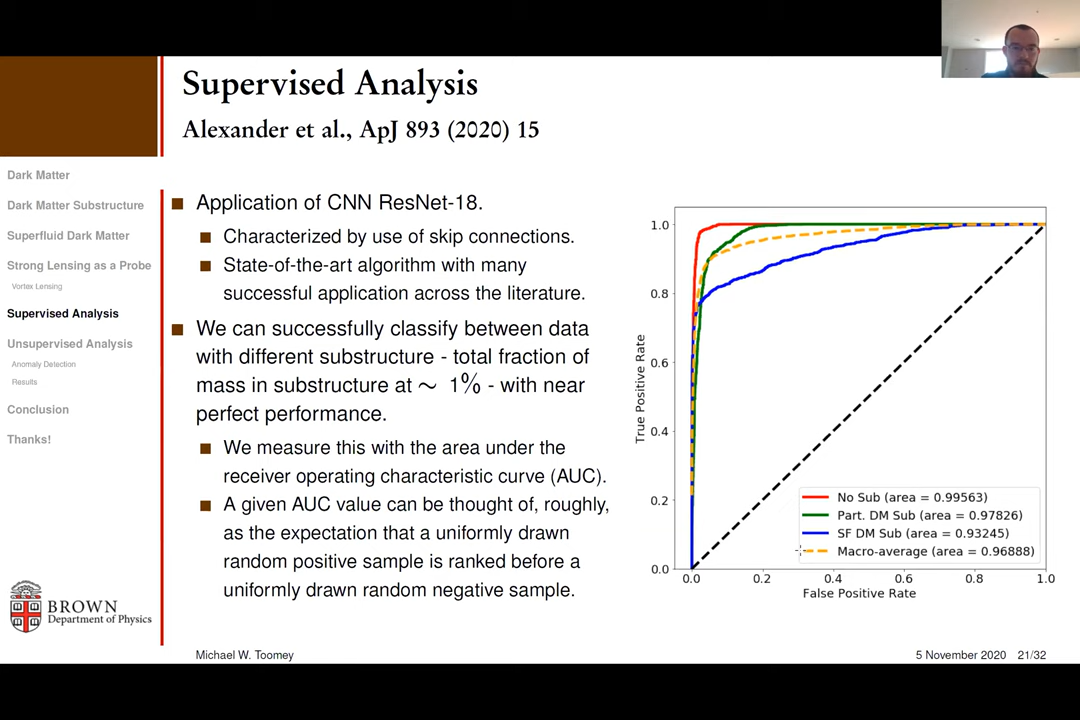 Supervised Analysis
Alexander et al., ApJ 893 (2020) 15
Dark Matter
Dark Matter Substructure
Superfluid Dark Matter
Strong Lensing as a Probe
Vortex Lensing
Supervised Analysis
Unsupervised Analysis
Anomaly Detection
Results
Conclusion
Thanks!
BROWN
Department of Physics
■ Application of CNN ResNet-18.
■ Characterized by use of skip connections.
■ State-of-the-art algorithm with many
successful application across the literature.
■ We can successfully classify between data
with different substructure - total fraction of
mass in substructure at ∼ 1% - with near
perfect performance.
■ We measure this with the area under the
receiver operating characteristic curve (AUC).
■ A given AUC value can be thought of, roughly,
as the expectation that a uniformly drawn
random positive sample is ranked before a
uniformly drawn random negative sample.
True Positive Rate
1.0
0.8
0.6
0.4
0.2
0.0
No Sub (area = 0.99563)
Part. DM Sub (area = 0.97826)
SF DM Sub (area = 0.93245)
Macro-average (area = 0.96888)
0.0 0.2 0.4 0.6 0.8 1.0
False Positive Rate
Michael W. Toomey
5 November 2020 21/32